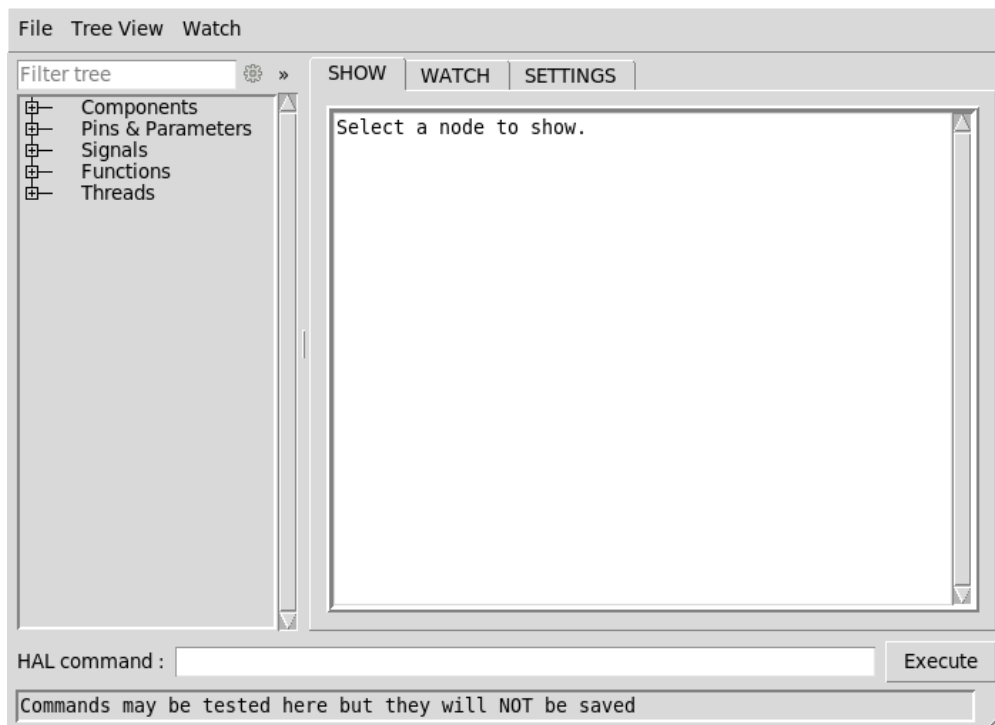 File Tree View Watch
Filter tree »
SHOW WATCH SETTINGS
Components
Pins & Parameters
Signals
Functions
Threads
Select a node to show.
HAL command : Execute
Commands may be tested here but they will NOT be saved